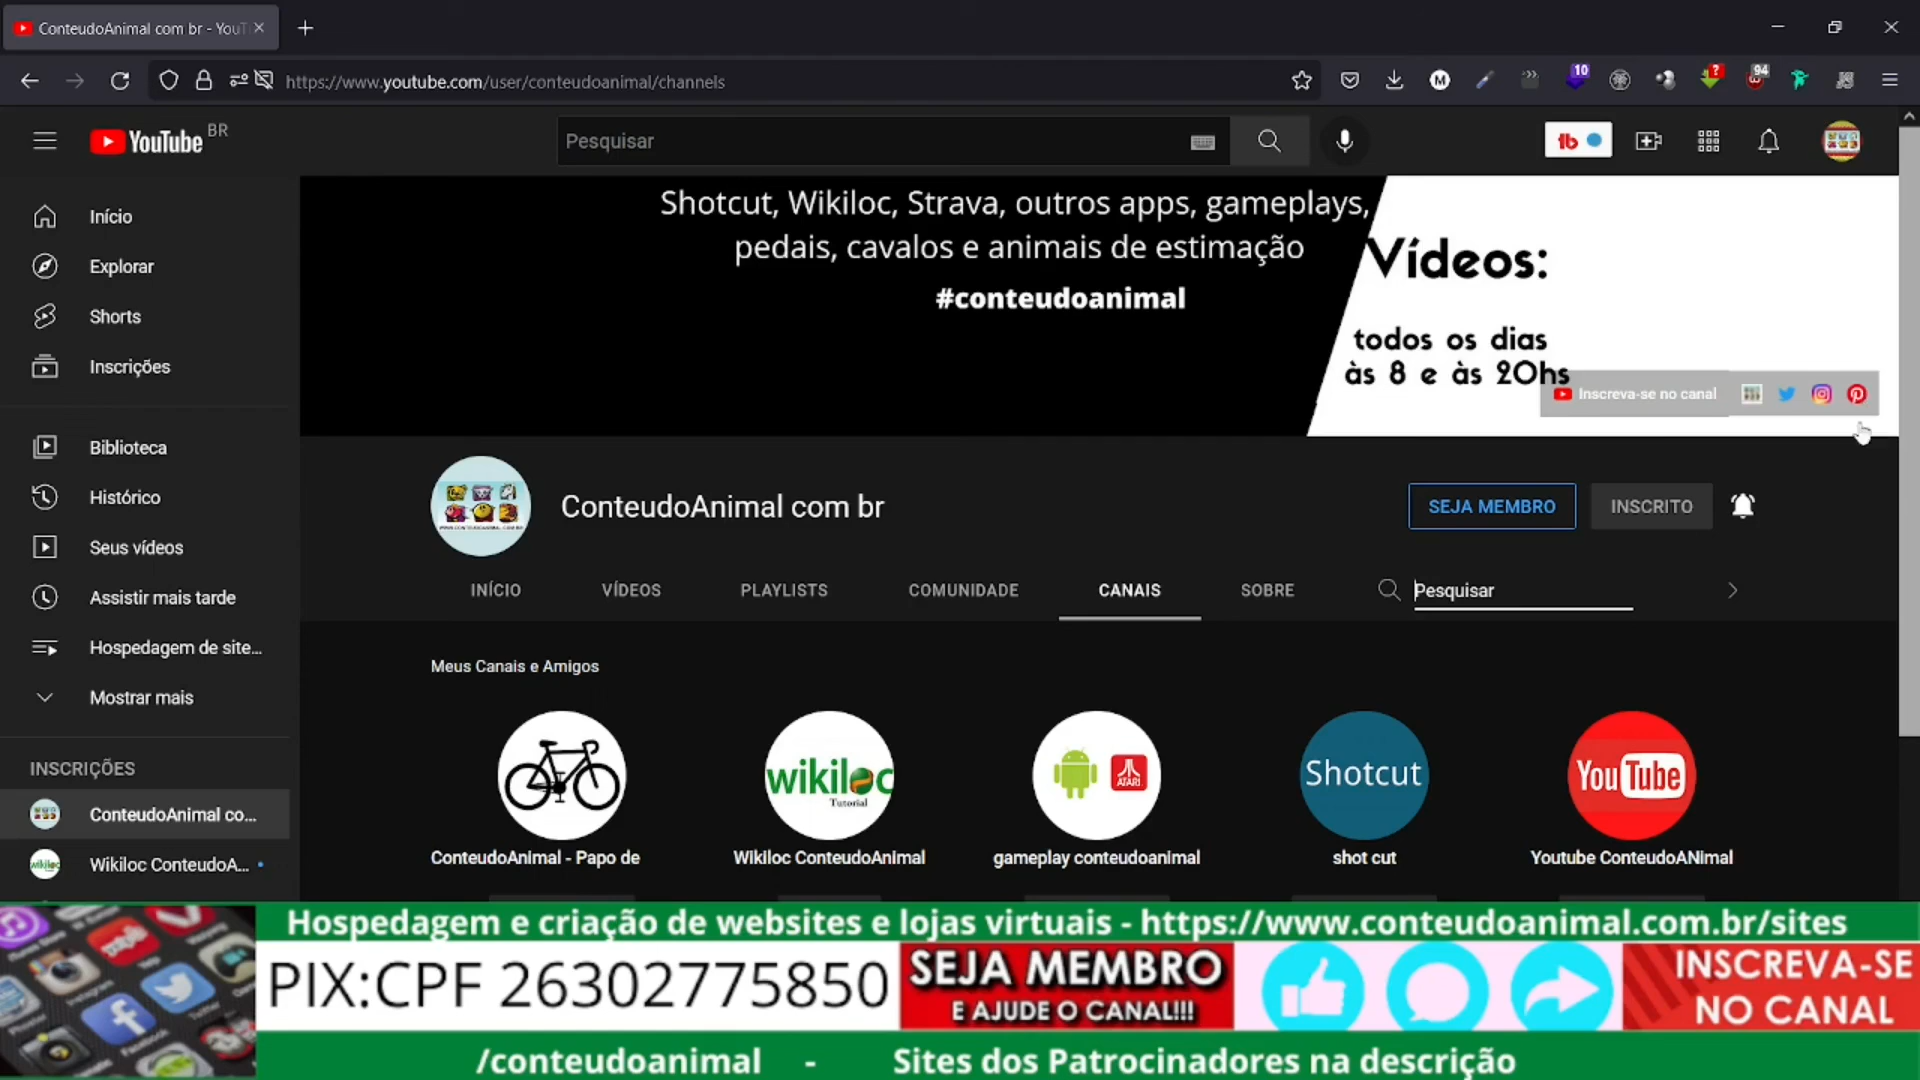 ConteudoAnimal com br - YouT
https://www.youtube.com/user/conteudoanimal/channels
10
?
94
YouTube BR
Pesquisar
Início
Explorar
Shorts
Inscrições
Biblioteca
Histórico
Seus vídeos
Assistir mais tarde
Hospedagem de site...
Mostrar mais
INSCRIÇÕES
ConteudoAnimal co...
Wikiloc ConteudoA...
Shotcut, Wikiloc, Strava, outros apps, gameplays,
pedais, cavalos e animais de estimação
#conteudoanimal
Vídeos:
todos os dias
às 8 e às 20hs
Inscreva-se no canal
ConteudoAnimal com br
SEJA MEMBRO
INSCRITO
INÍCIO
VÍDEOS
PLAYLISTS
COMUNIDADE
CANAIS
SOBRE
Pesquisar
Meus Canais e Amigos
wikiloc
Tutorial
ATARI
Shotcut
YouTube
ConteudoAnimal - Papo de
Wikiloc ConteudoAnimal
gameplay conteudoanimal
shot cut
Youtube ConteudoANimal
Hospedagem e criação de websites e lojas virtuais - https://www.conteudoanimal.com.br/sites
PIX:CPF 26302775850
SEJA MEMBRO
E AJUDE O CANAL!!!
INSCREVA-SE
NO CANAL
/conteudoanimal - Sites dos Patrocinadores na descrição